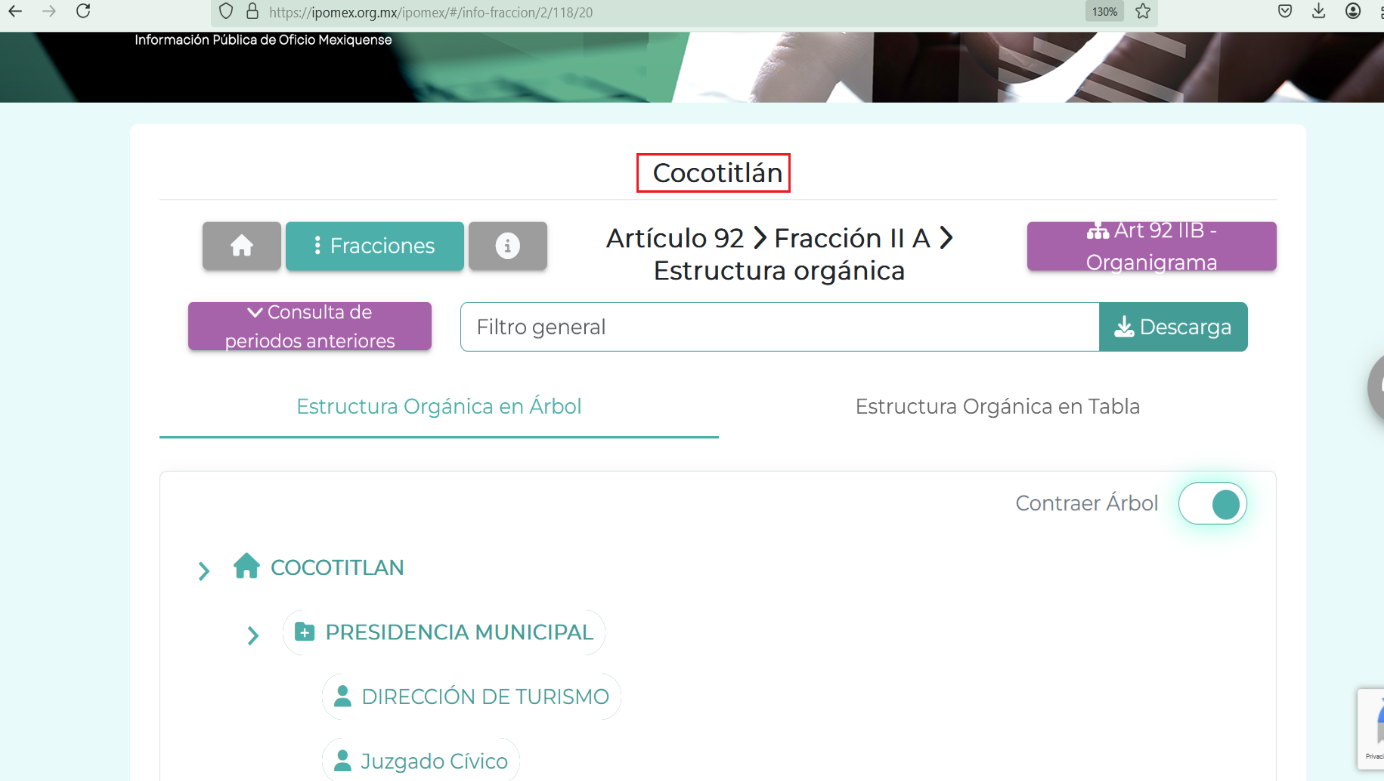 https://ipomex.org.mx/ipomex/#/info-fraccion/2/118/20
130%
Información Pública de Oficio Mexiquense
Cocotitlán
Fracciones
Artículo 92 > Fracción II A >
Estructura orgánica
Art 92 IIB -
Organigrama
Consulta de
periodos anteriores
Filtro general
Descarga
Estructura Orgánica en Árbol
Estructura Orgánica en Tabla
Contraer Árbol
COCOTITLAN
PRESIDENCIA MUNICIPAL
DIRECCIÓN DE TURISMO
Juzgado Cívico